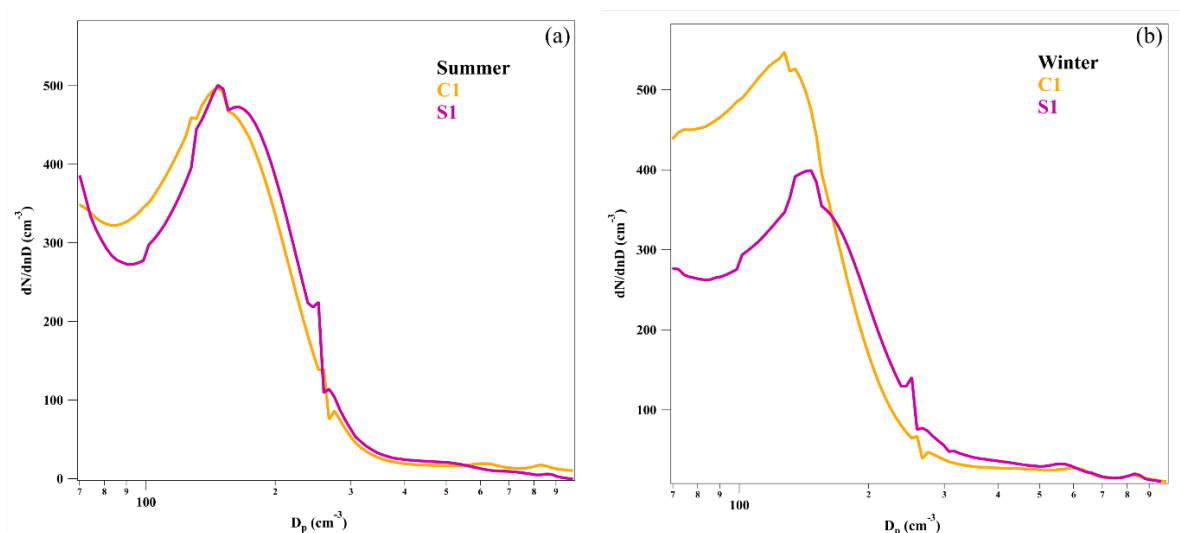 (a)
Summer
C1
S1
500
400
300
200
100
0
dN/dnD (cm⁻³)
7 8 9 100 2 3 4 5 6 7 8 9
Dₚ (cm⁻³)
(b)
Winter
C1
S1
500
400
300
200
100
dN/dnD (cm⁻³)
7 8 9 100 2 3 4 5 6 7 8 9
Dₚ (cm⁻³)